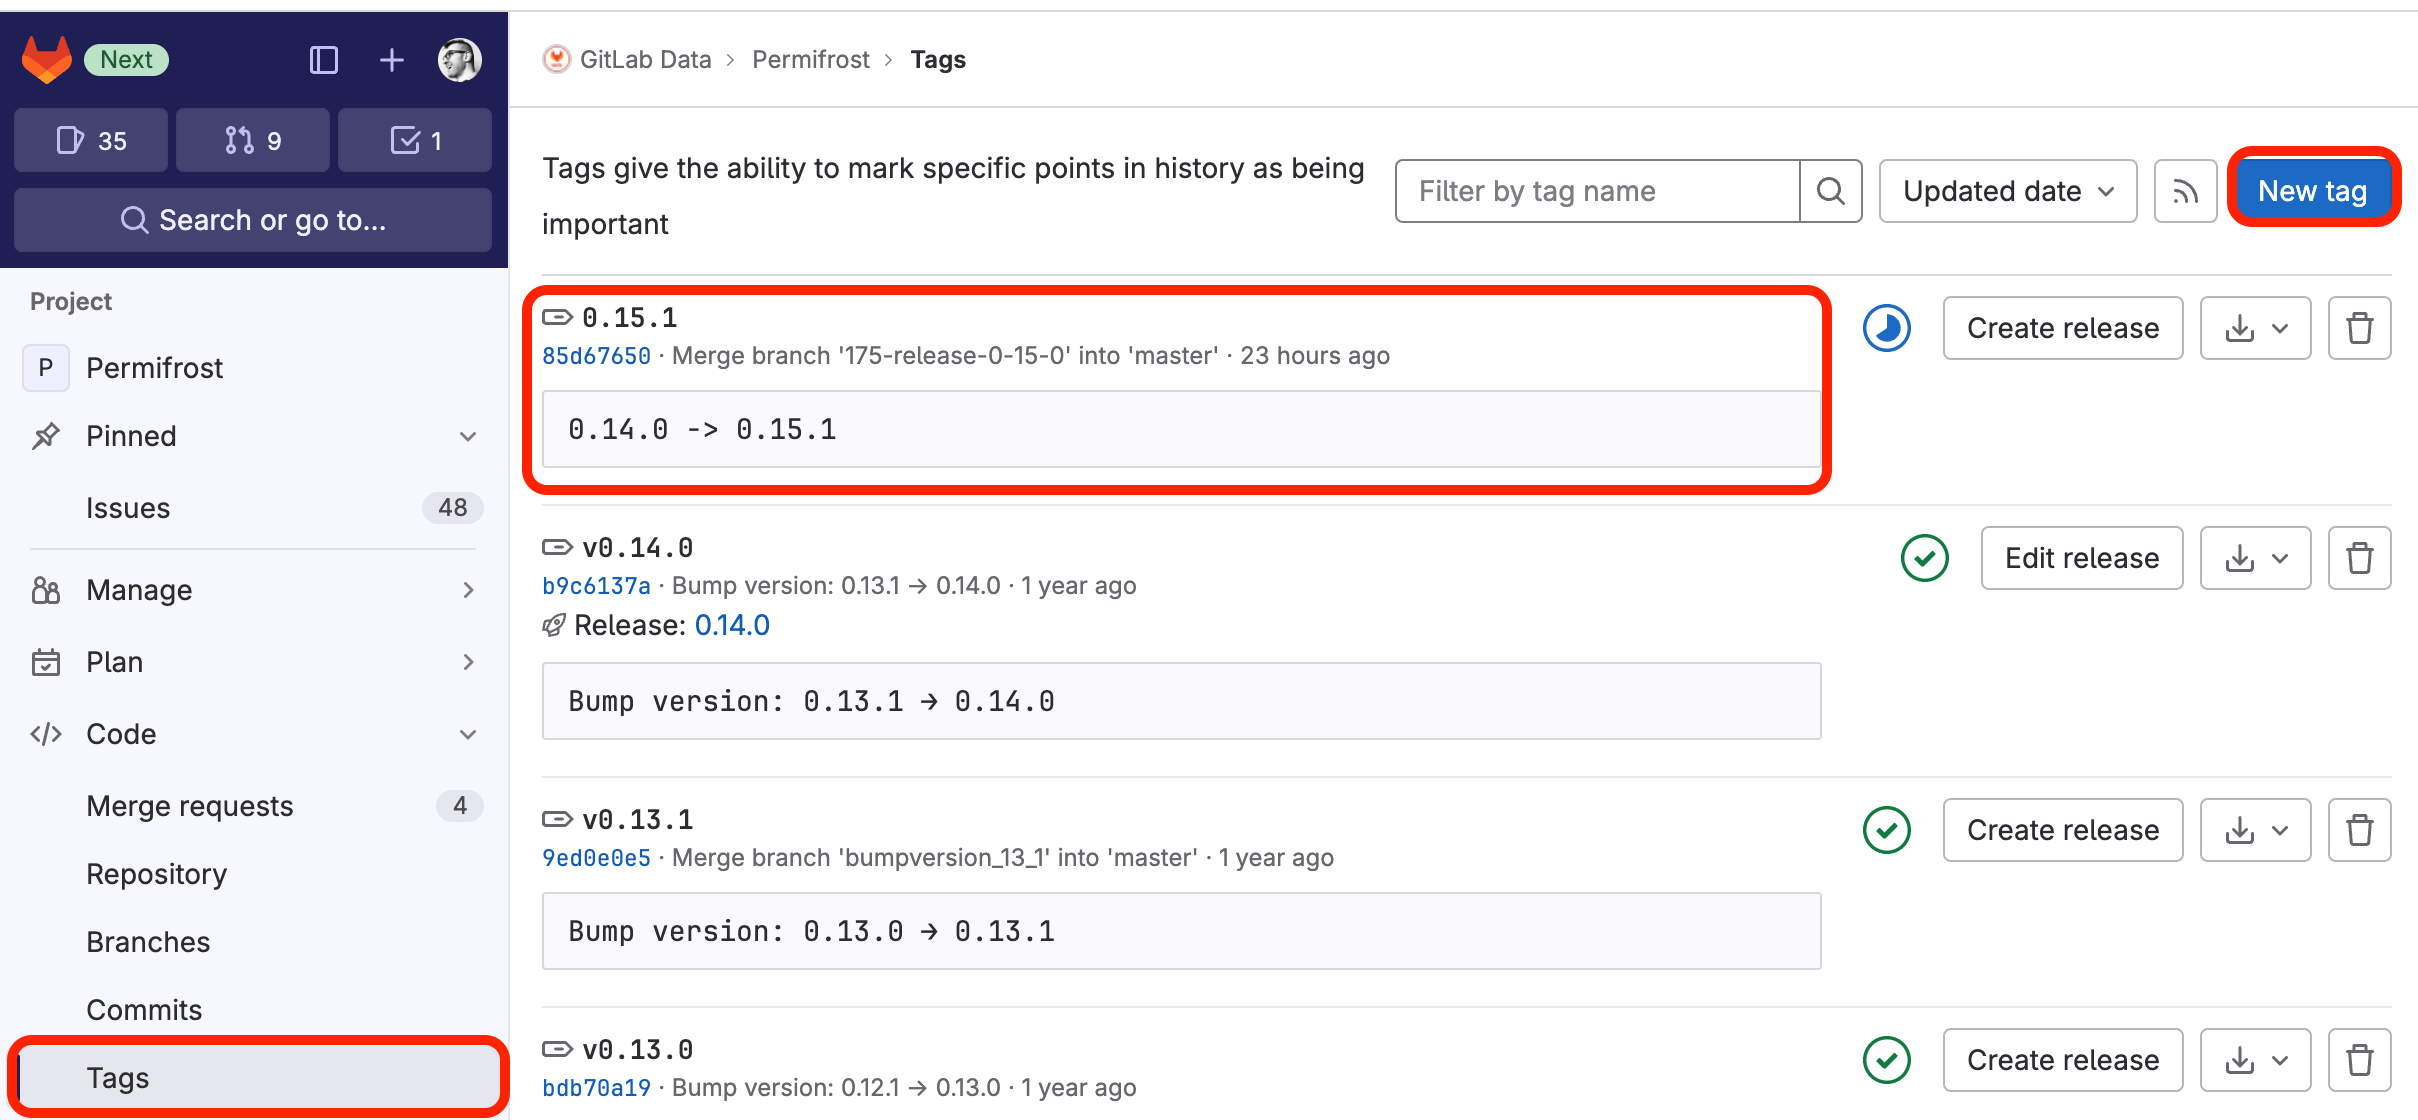 Next
35
9
1
Search or go to...
Project
P Permifrost
Pinned
Issues 48
Manage
Plan
Code
Merge requests 4
Repository
Branches
Commits
Tags
GitLab Data › Permifrost › Tags
Tags give the ability to mark specific points in history as being
important
Filter by tag name
Updated date
New tag
0.15.1
85d67650 · Merge branch '175-release-0-15-0' into 'master' · 23 hours ago
0.14.0 -> 0.15.1
Create release
v0.14.0
b9c6137a · Bump version: 0.13.1 → 0.14.0 · 1 year ago
Release: 0.14.0
Bump version: 0.13.1 → 0.14.0
Edit release
v0.13.1
9ed0e0e5 · Merge branch 'bumpversion_13_1' into 'master' · 1 year ago
Bump version: 0.13.0 → 0.13.1
Create release
v0.13.0
bdb70a19 · Bump version: 0.12.1 → 0.13.0 · 1 year ago
Create release